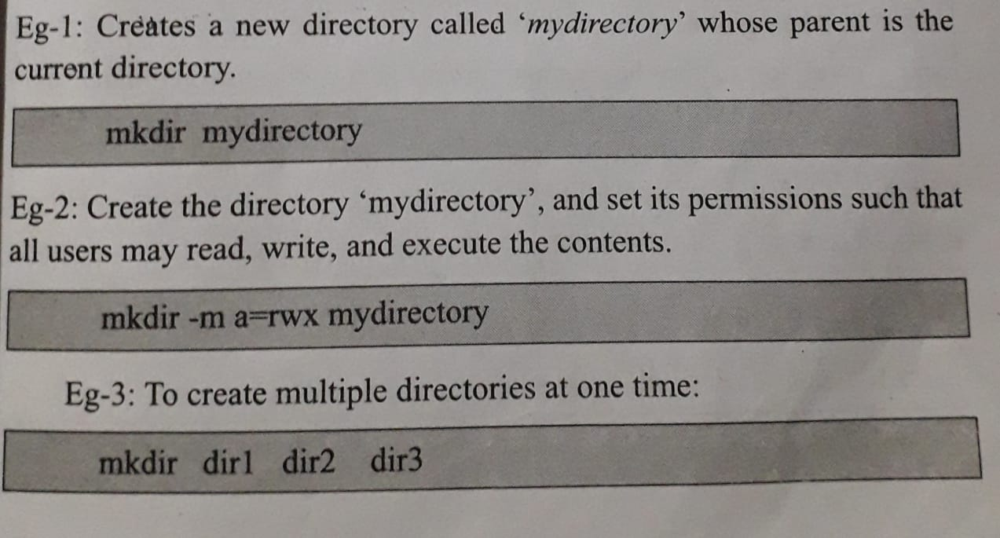 Eg-1: Creates a new directory called ‘mydirectory’ whose parent is the
current directory.
mkdir mydirectory
Eg-2: Create the directory ‘mydirectory’, and set its permissions such that
all users may read, write, and execute the contents.
mkdir -m a=rwx mydirectory
Eg-3: To create multiple directories at one time:
mkdir dir1 dir2 dir3